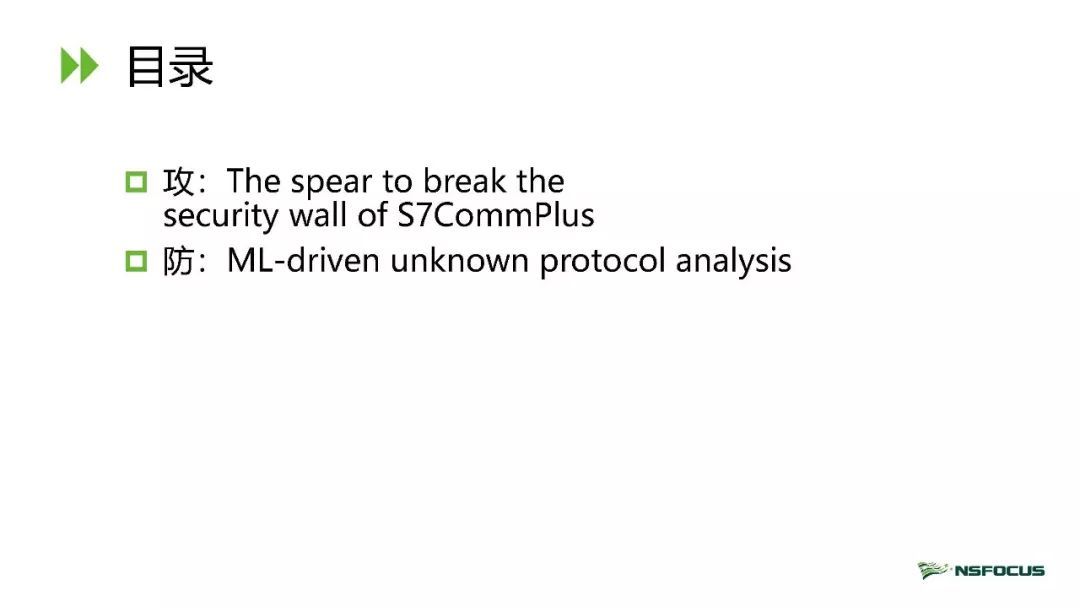 目录
攻：The spear to break the
security wall of S7CommPlus
防：ML-driven unknown protocol analysis
NSFOCUS